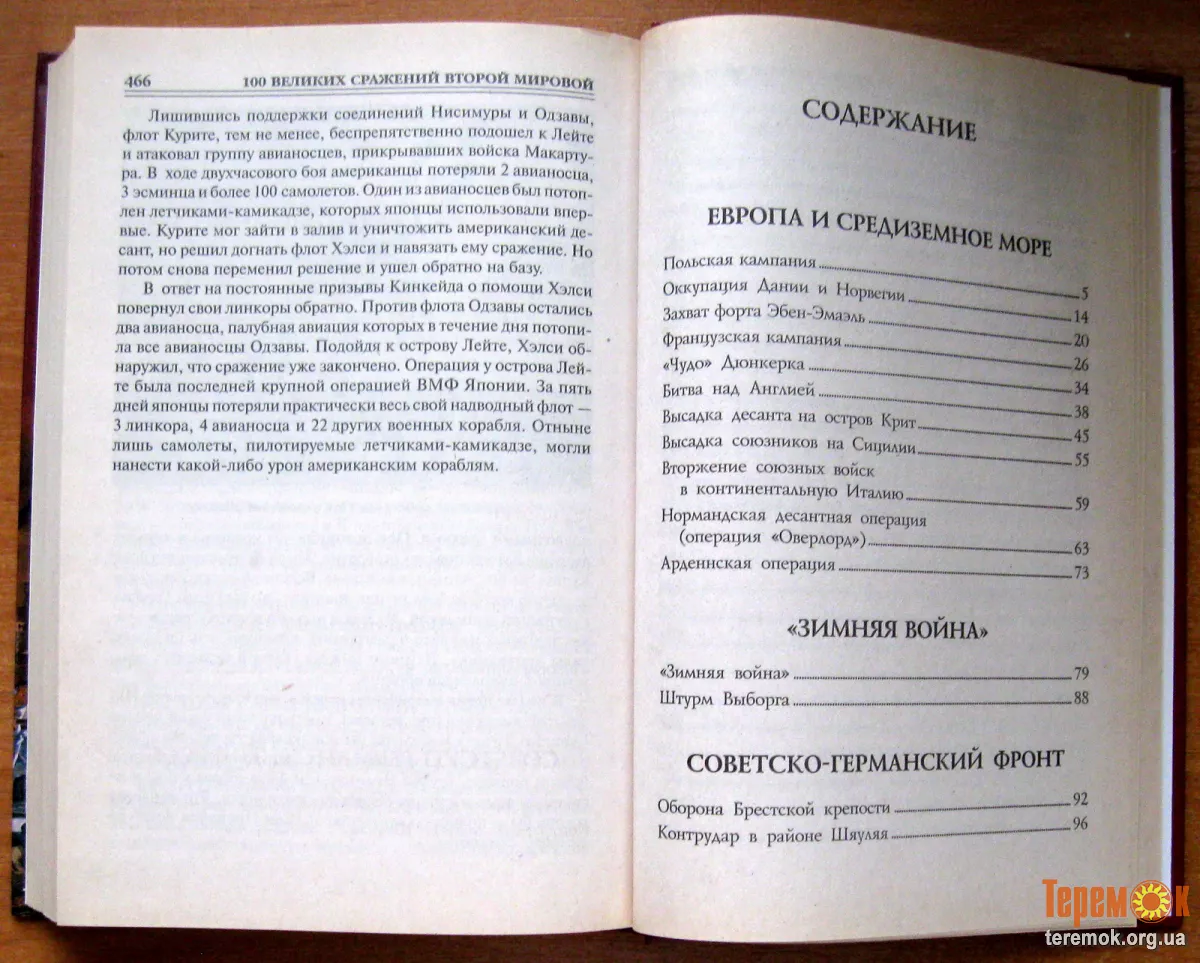 466 100 ВЕЛИКИХ СРАЖЕНИЙ ВТОРОЙ МИРОВОЙ
Лишившись поддержки соединений Нисимуры и Одзавы,
флот Курите, тем не менее, беспрепятственно подошел к Лейте
и атаковал группу авианосцев, прикрывавших войска Макарту-
ра. В ходе двухчасового боя американцы потеряли 2 авианосца,
3 эсминца и более 100 самолетов. Один из авианосцев был потоп-
лен летчиками-камикадзе, которых японцы использовали впер-
вые. Курите мог зайти в залив и уничтожить американский де-
сант, но решил догнать флот Хэлси и навязать ему сражение. Но
потом снова переменил решение и ушел обратно на базу.
В ответ на постоянные призывы Кинкейда о помощи Хэлси
повернул свои линкоры обратно. Против флота Одзавы остались
два авианосца, палубная авиация которых в течение дня потопи-
ла все авианосцы Одзавы. Подойдя к острову Лейте, Хэлси об-
наружил, что сражение уже закончено. Операция у острова Лей-
те была последней крупной операцией ВМФ Японии. За пять
дней японцы потеряли практически весь свой надводный флот —
3 линкора, 4 авианосца и 22 других военных корабля. Отныне
лишь самолеты, пилотируемые летчиками-камикадзе, могли
нанести какой-либо урон американским кораблям.
СОДЕРЖАНИЕ
ЕВРОПА И СРЕДИЗЕМНОЕ МОРЕ
Польская кампания 5
Оккупация Дании и Норвегии 14
Захват форта Эбен-Эмаэль 20
Французская кампания 26
«Чудо» Дюнкерка 34
Битва над Англией 38
Высадка десанта на остров Крит 45
Высадка союзников на Сицилии 55
Вторжение союзных войск
в континентальную Италию 59
Нормандская десантная операция
(операция «Оверлорд») 63
Арденнская операция 73
«ЗИМНЯЯ ВОЙНА»
«Зимняя война» 79
Штурм Выборга 88
СОВЕТСКО-ГЕРМАНСКИЙ ФРОНТ
Оборона Брестской крепости 92
Контрудар в районе Шяуляя 96
Теремок
teremok.org.ua